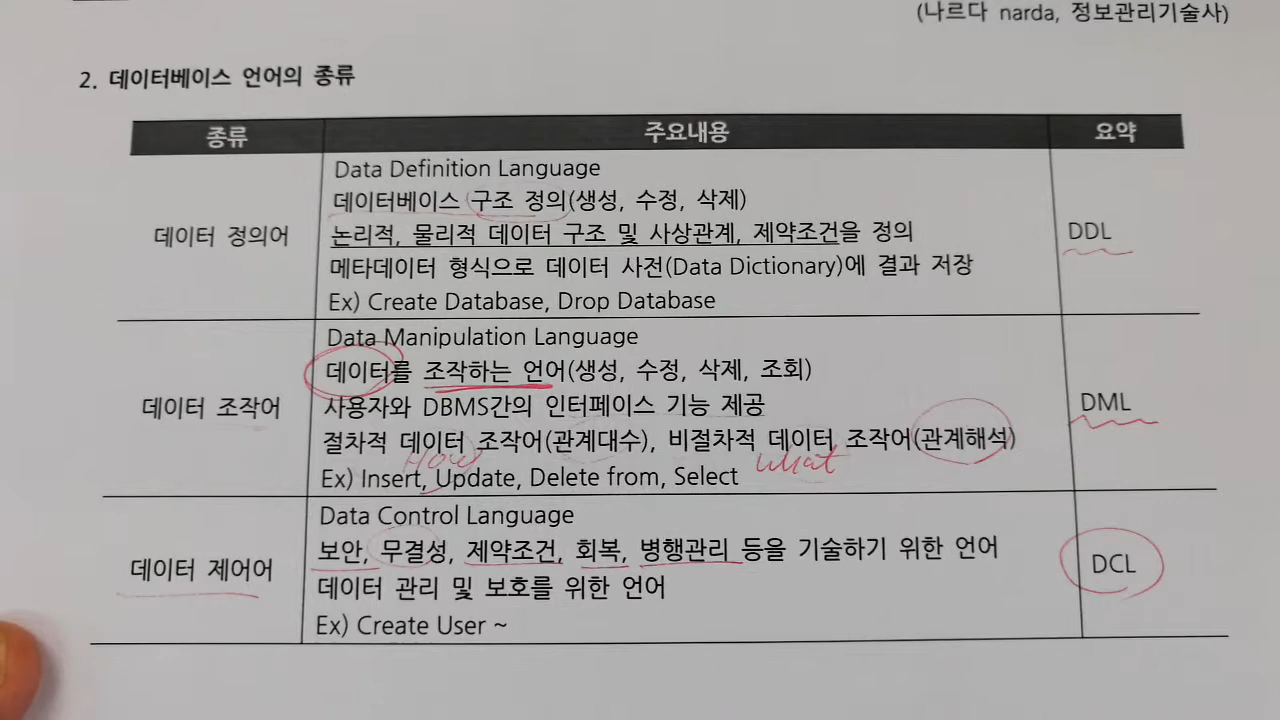 (나르다 narda, 정보관리기술사)
2. 데이터베이스 언어의 종류
종류 주요내용 요약
데이터 정의어
Data Definition Language
데이터베이스 구조 정의(생성, 수정, 삭제)
논리적, 물리적 데이터 구조 및 사상관계, 제약조건을 정의
메타데이터 형식으로 데이터 사전(Data Dictionary)에 결과 저장
Ex) Create Database, Drop Database
DDL
데이터 조작어
Data Manipulation Language
데이터를 조작하는 언어(생성, 수정, 삭제, 조회)
사용자와 DBMS간의 인터페이스 기능 제공
절차적 데이터 조작어(관계대수), 비절차적 데이터 조작어(관계해석)
How what
Ex) Insert, Update, Delete from, Select
DML
데이터 제어어
Data Control Language
보안, 무결성, 제약조건, 회복, 병행관리 등을 기술하기 위한 언어
데이터 관리 및 보호를 위한 언어
Ex) Create User ~
DCL